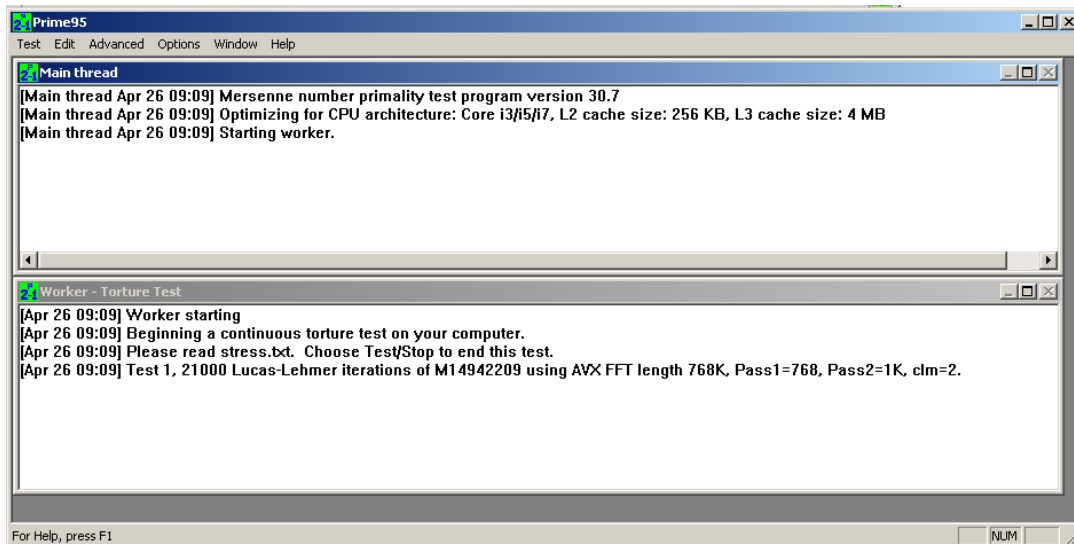 Prime95
Test Edit Advanced Options Window Help
Main thread
[Main thread Apr 26 09:09] Mersenne number primality test program version 30.7
[Main thread Apr 26 09:09] Optimizing for CPU architecture: Core i3/i5/i7, L2 cache size: 256 KB, L3 cache size: 4 MB
[Main thread Apr 26 09:09] Starting worker.
Worker - Torture Test
[Apr 26 09:09] Worker starting
[Apr 26 09:09] Beginning a continuous torture test on your computer.
[Apr 26 09:09] Please read stress.txt. Choose Test/Stop to end this test.
[Apr 26 09:09] Test 1, 21000 Lucas-Lehmer iterations of M14942209 using AVX FFT length 768K, Pass1=768, Pass2=1K, clm=2.
For Help, press F1
NUM